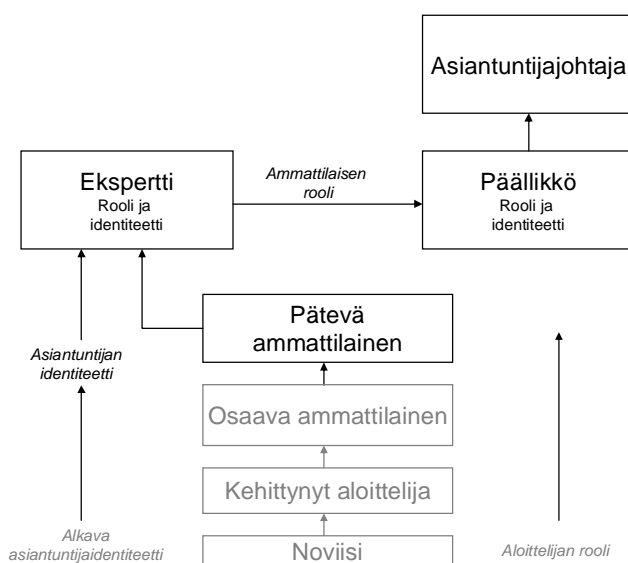 Asiantuntijajohtaja
Ekspertti
Rooli ja
identiteetti
Ammattilaisen
rooli
Päällikkö
Rooli ja
identiteetti
Pätevä
ammattilainen
Asiantuntijan
identiteetti
Osaava ammattilainen
Kehittynyt aloittelija
Alkava
asiantuntijaidentiteetti
Noviisi
Aloittelijan rooli